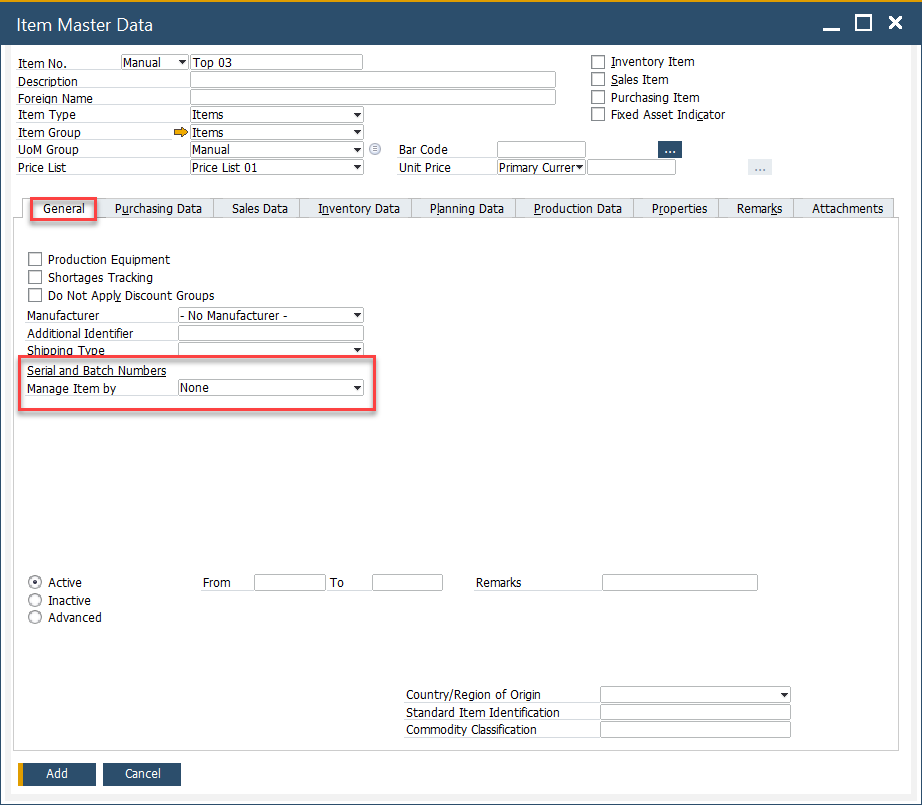 Item Master Data
Item No. Manual Top 03 Inventory Item
Description Sales Item
Foreign Name Purchasing Item
Item Type Items Fixed Asset Indicator
Item Group Items
UoM Group Manual Bar Code ...
Price List Price List 01 Unit Price Primary Currer ...
General Purchasing Data Sales Data Inventory Data Planning Data Production Data Properties Remarks Attachments
Production Equipment
Shortages Tracking
Do Not Apply Discount Groups
Manufacturer - No Manufacturer -
Additional Identifier
Shipping Type
Serial and Batch Numbers
Manage Item by None
Active From To Remarks
Inactive
Advanced
Country/Region of Origin
Standard Item Identification
Commodity Classification
Add Cancel